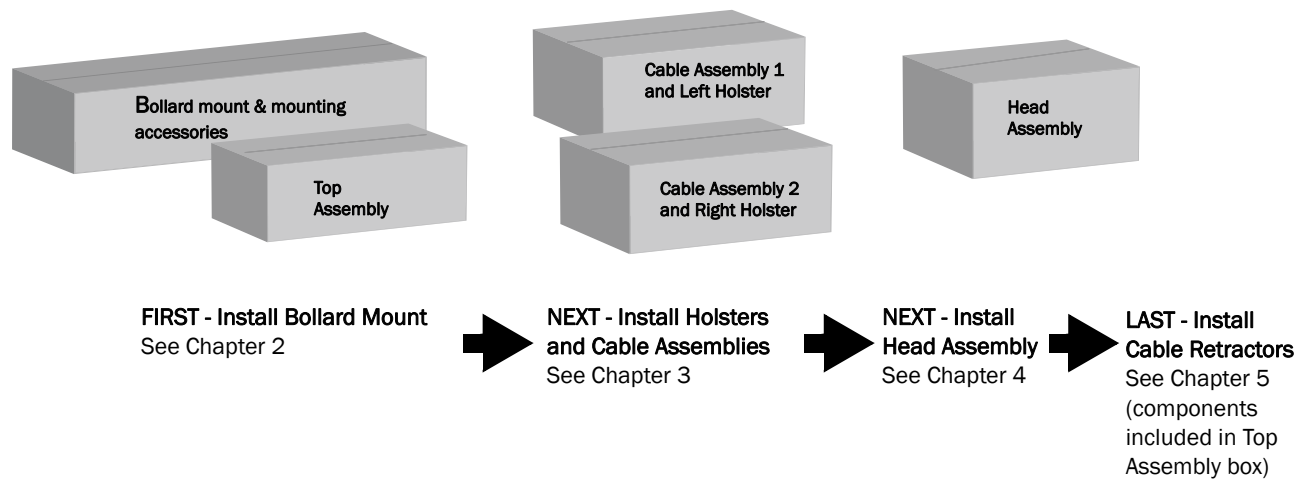 Bollard mount & mounting
accessories
Top
Assembly
Cable Assembly 1
and Left Holster
Cable Assembly 2
and Right Holster
Head
Assembly
FIRST - Install Bollard Mount
See Chapter 2
NEXT - Install Holsters
and Cable Assemblies
See Chapter 3
NEXT - Install
Head Assembly
See Chapter 4
LAST - Install
Cable Retractors
See Chapter 5
(components
included in Top
Assembly box)